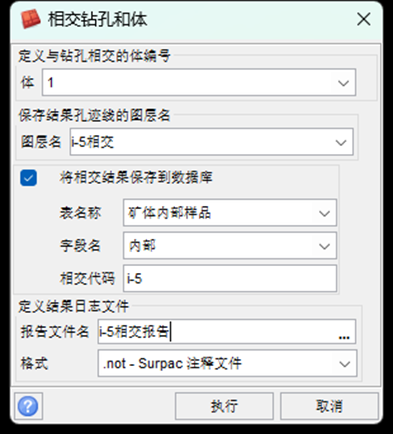 相交钻孔和体
定义与钻孔相交的体编号
体 1
保存结果孔迹线的图层名
图层名 i-5相交
将相交结果保存到数据库
表名称 矿体内部样品
字段名 内部
相交代码 i-5
定义结果日志文件
报告文件名 i-5相交报告 ...
格式 .not - Surpac 注释文件
? 执行 取消